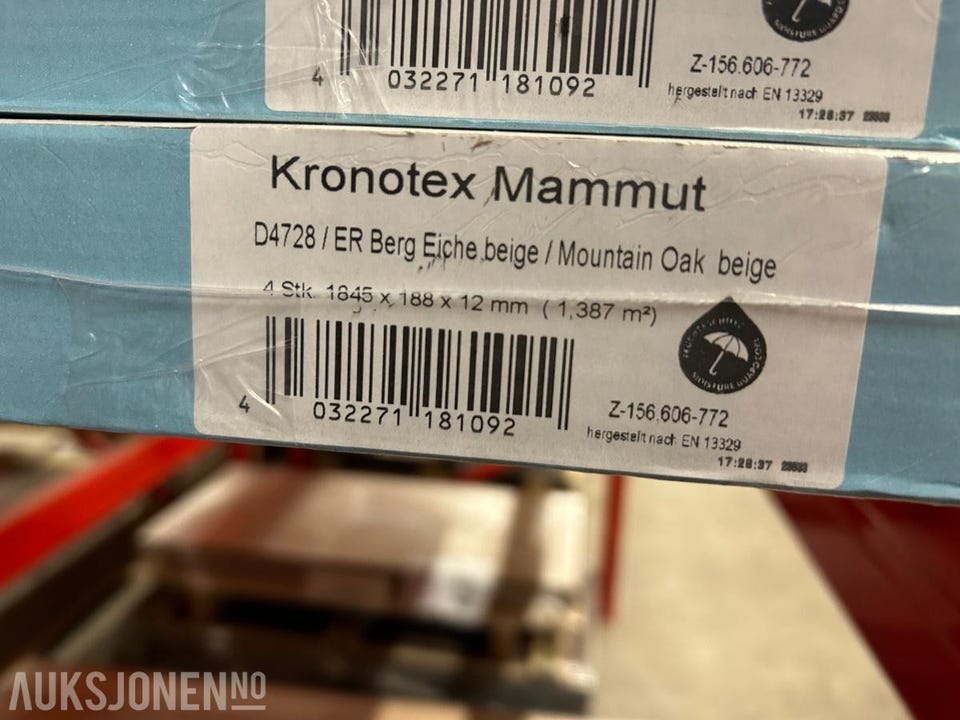 4 032271 181092
Z-156.606-772
hergestellt nach EN 13329
17:28:37
Kronotex Mammut
D4728 / ER Berg Eiche beige / Mountain Oak beige
4 Stk. 1845 x 188 x 12 mm ( 1,387 m²)
MOISTURE GUARD
4 032271 181092
Z-156.606-772
hergestellt nach EN 13329
17:28:37
AUKSJONEN NO